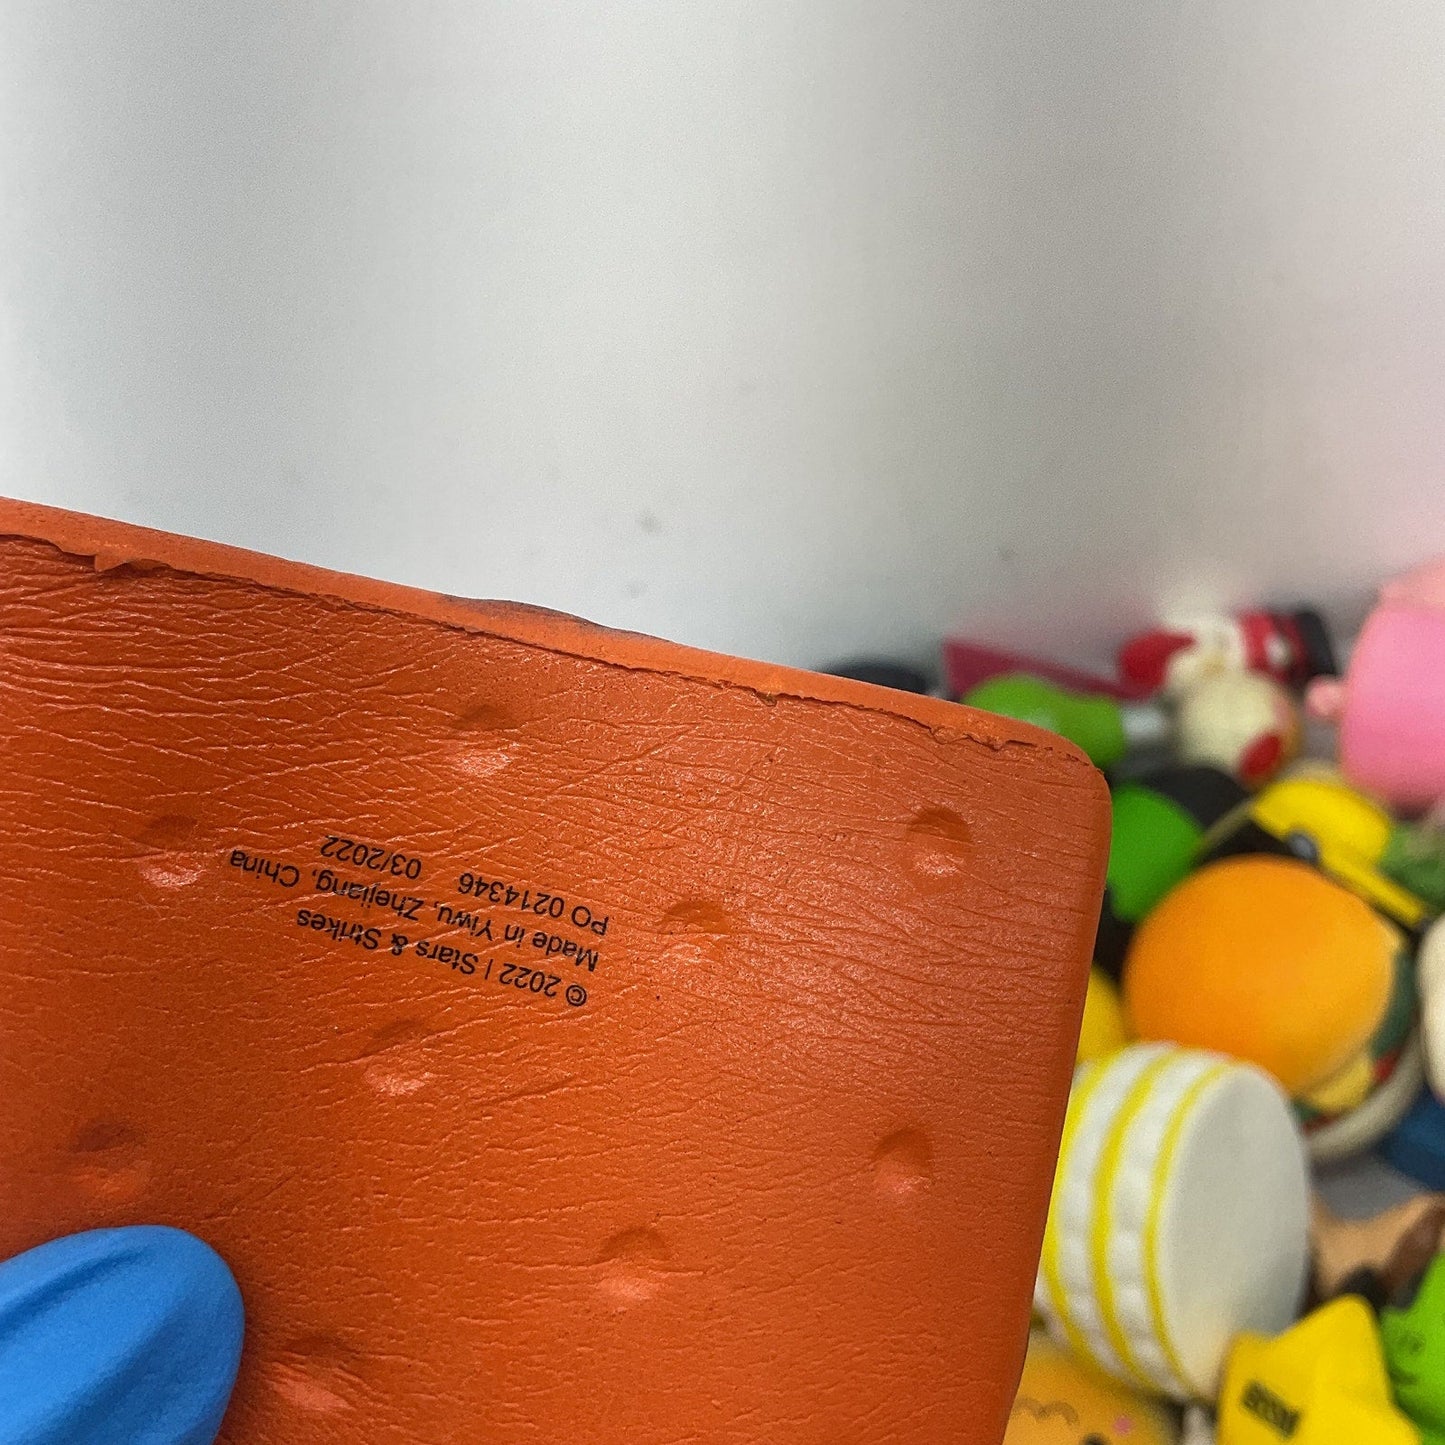 © 2022 | Stars & Strikes
Made in Yiwu, Zhejiang, China
PO 0214346 03/2022